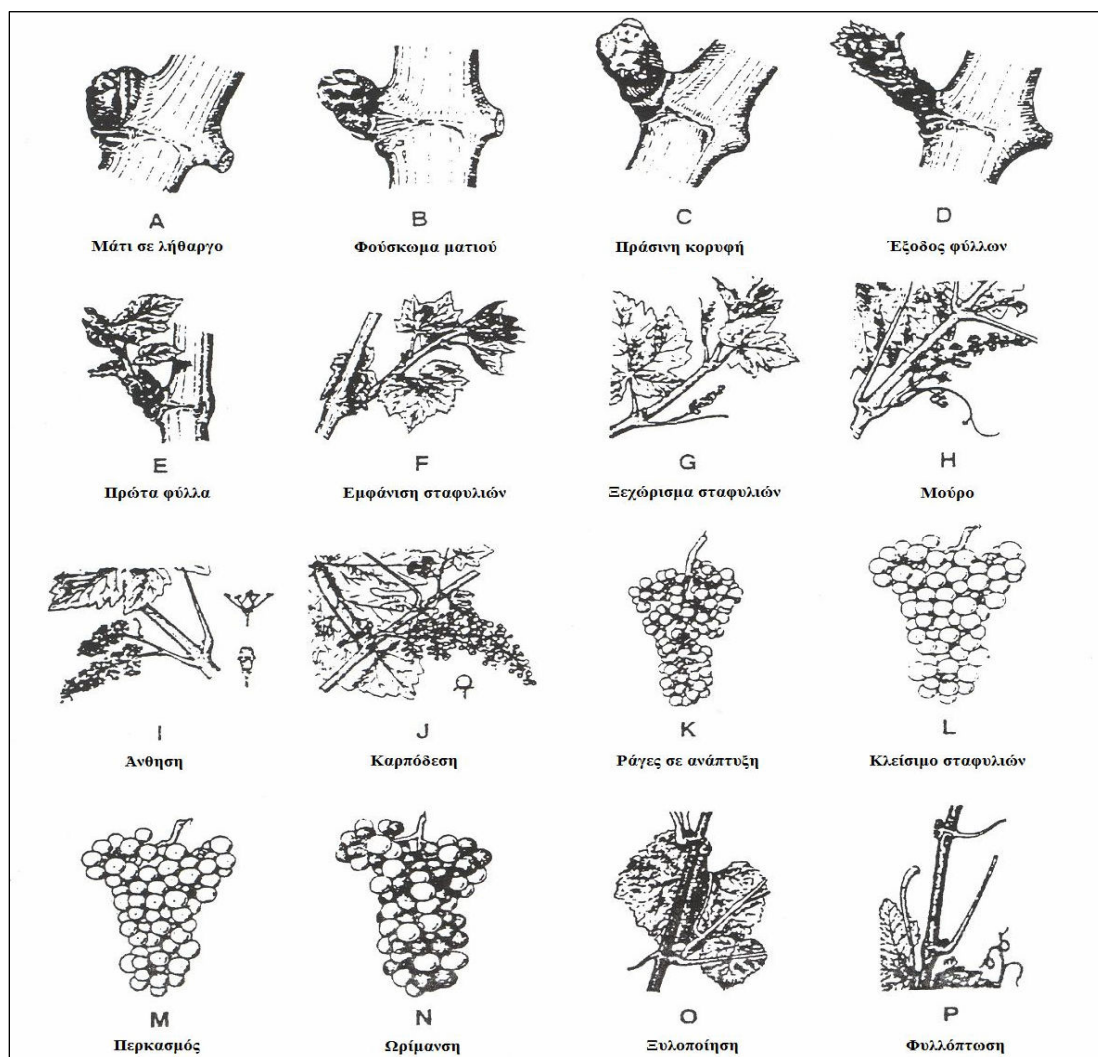 A B C D
Μάτι σε λήθαργο Φούσκωμα ματιού Πράσινη κορυφή Έξοδος φύλλων
E F G H
Πρώτα φύλλα Εμφάνιση σταφυλιών Ξεχώρισμα σταφυλιών Μούρο
I J K L
Άνθηση Καρπόδεση Ράγες σε ανάπτυξη Κλείσιμο σταφυλιών
M N O P
Περκασμός Ωρίμανση Ξυλοποίηση Φυλλόπτωση